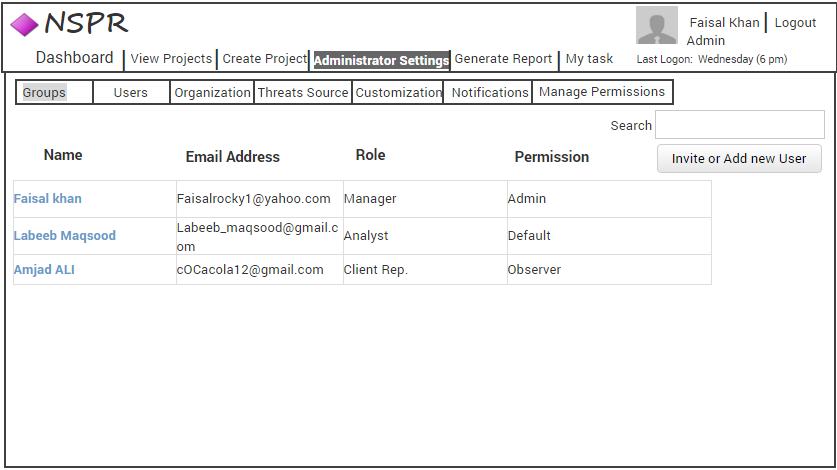 NSPR
Faisal Khan Logout
Admin
Dashboard View Projects Create Project Administrator Settings Generate Report My task Last Logon: Wednesday (6 pm)
Groups Users Organization Threats Source Customization Notifications Manage Permissions
Search
Name Email Address Role Permission Invite or Add new User
Faisal khan Faisalrocky1@yahoo.com Manager Admin
Labeeb Maqsood Labeeb_maqsood@gmail.c
om Analyst Default
Amjad ALI cOCacola12@gmail.com Client Rep. Observer